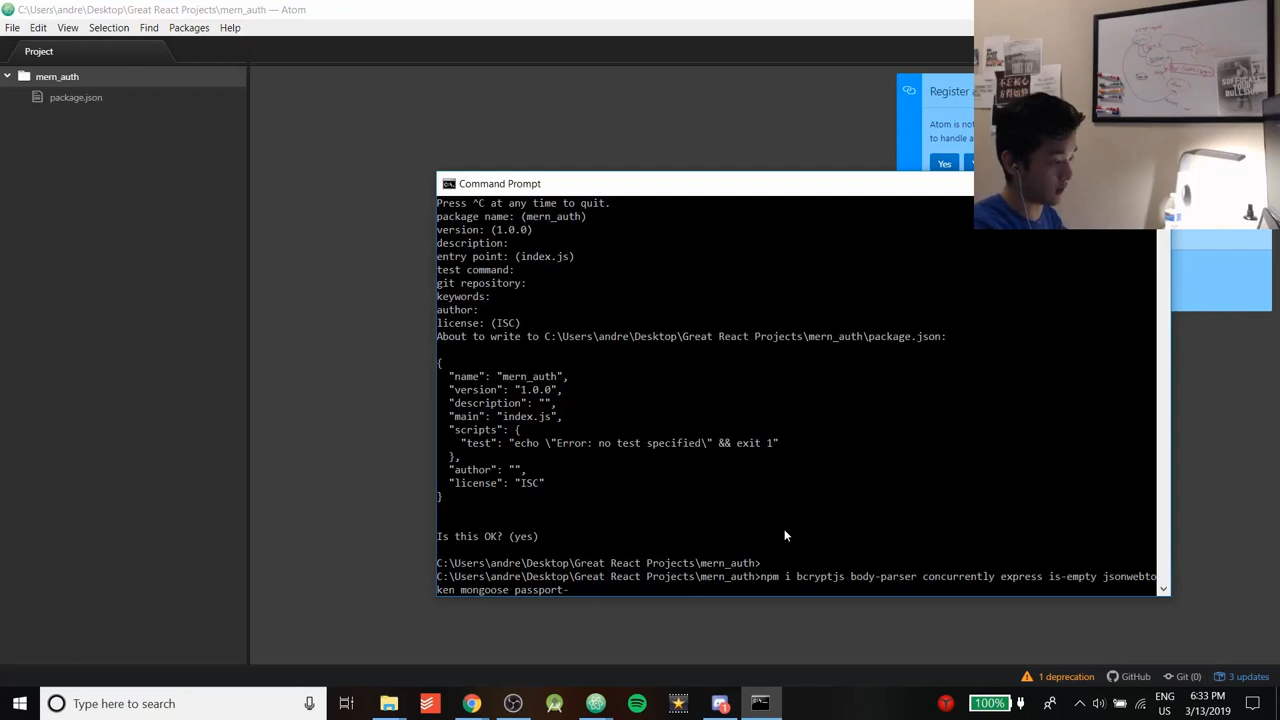 C:\Users\andre\Desktop\Great React Projects\mern_auth — Atom
File Edit View Selection Find Packages Help
Project
mern_auth
package.json
Register
Atom is not
to handle a
Yes
Command Prompt
Press ^C at any time to quit.
package name: (mern_auth)
version: (1.0.0)
description:
entry point: (index.js)
test command:
git repository:
keywords:
author:
license: (ISC)
About to write to C:\Users\andre\Desktop\Great React Projects\mern_auth\package.json:
{
"name": "mern_auth",
"version": "1.0.0",
"description": "",
"main": "index.js",
"scripts": {
"test": "echo \"Error: no test specified\" && exit 1"
},
"author": "",
"license": "ISC"
}
Is this OK? (yes)
C:\Users\andre\Desktop\Great React Projects\mern_auth>
C:\Users\andre\Desktop\Great React Projects\mern_auth>npm i bcryptjs body-parser concurrently express is-empty jsonwebto
ken mongoose passport-
SUFFOCATE
YOUR
BULLSHIT
1 deprecation GitHub Git (0) 3 updates
Type here to search
100%
ENG
US
6:33 PM
3/13/2019